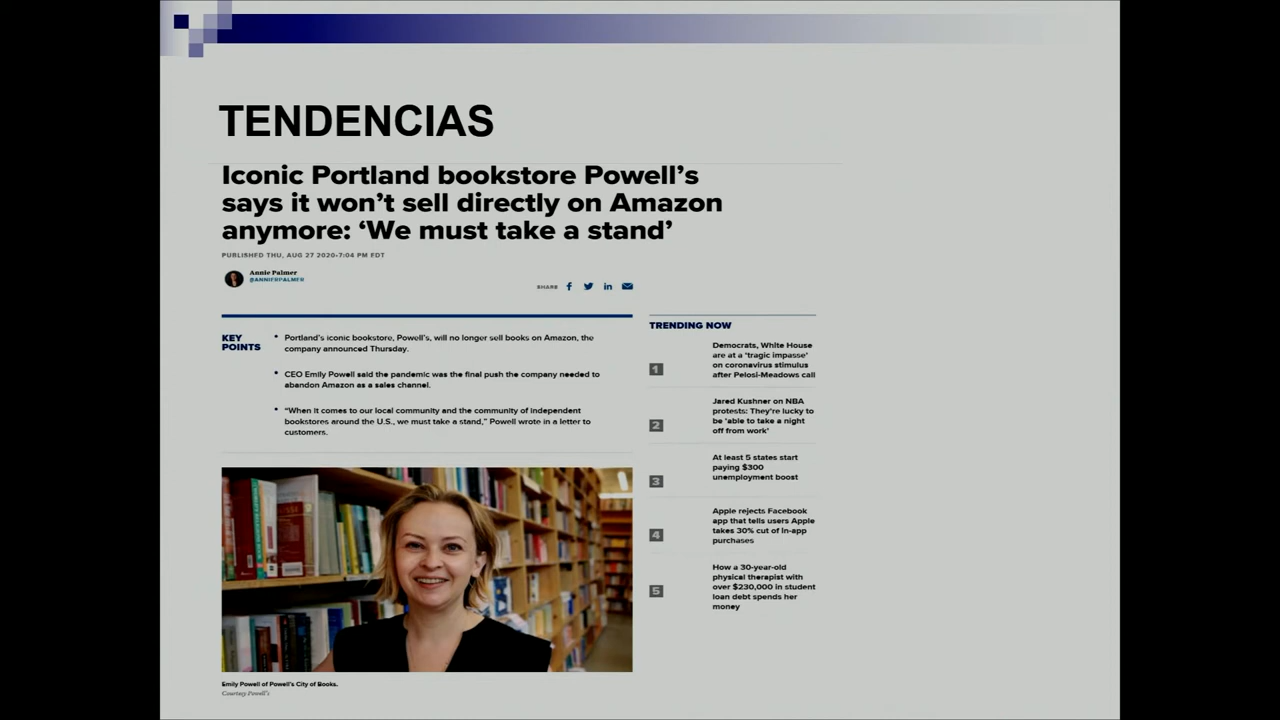 TENDENCIAS
Iconic Portland bookstore Powell’s
says it won’t sell directly on Amazon
anymore: ‘We must take a stand’
PUBLISHED THU, AUG 27 2020•7:04 PM EDT
Annie Palmer
@ANNIERPALMER
SHARE
KEY
POINTS
• Portland’s iconic bookstore, Powell’s, will no longer sell books on Amazon, the
company announced Thursday.
• CEO Emily Powell said the pandemic was the final push the company needed to
abandon Amazon as a sales channel.
• “When it comes to our local community and the community of independent
bookstores around the U.S., we must take a stand,” Powell wrote in a letter to
customers.
Emily Powell of Powell’s City of Books.
Courtesy Powell’s
TRENDING NOW
1
Democrats, White House
are at a ‘tragic impasse’
on coronavirus stimulus
after Pelosi-Meadows call
2
Jared Kushner on NBA
protests: They’re lucky to
be ‘able to take a night
off from work’
3
At least 5 states start
paying $300
unemployment boost
4
Apple rejects Facebook
app that tells users Apple
takes 30% cut of in-app
purchases
5
How a 30-year-old
physical therapist with
over $230,000 in student
loan debt spends her
money